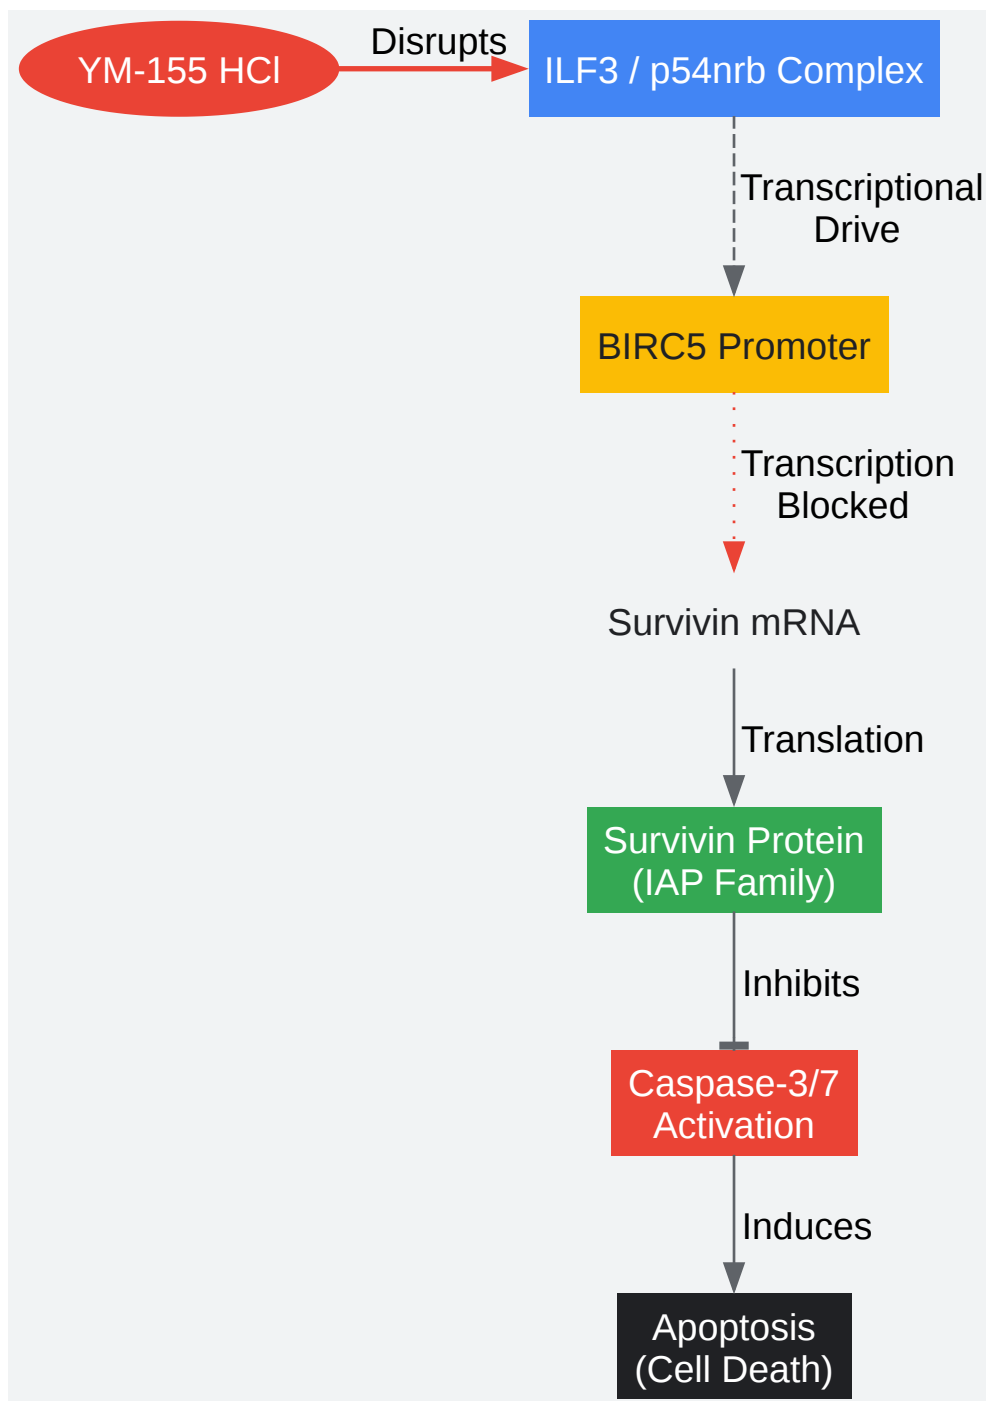 YM-155 HCl
Disrupts
ILF3 / p54nrb Complex
Transcriptional
Drive
BIRC5 Promoter
Transcription
Blocked
Survivin mRNA
Translation
Survivin Protein
(IAP Family)
Inhibits
Caspase-3/7
Activation
Induces
Apoptosis
(Cell Death)